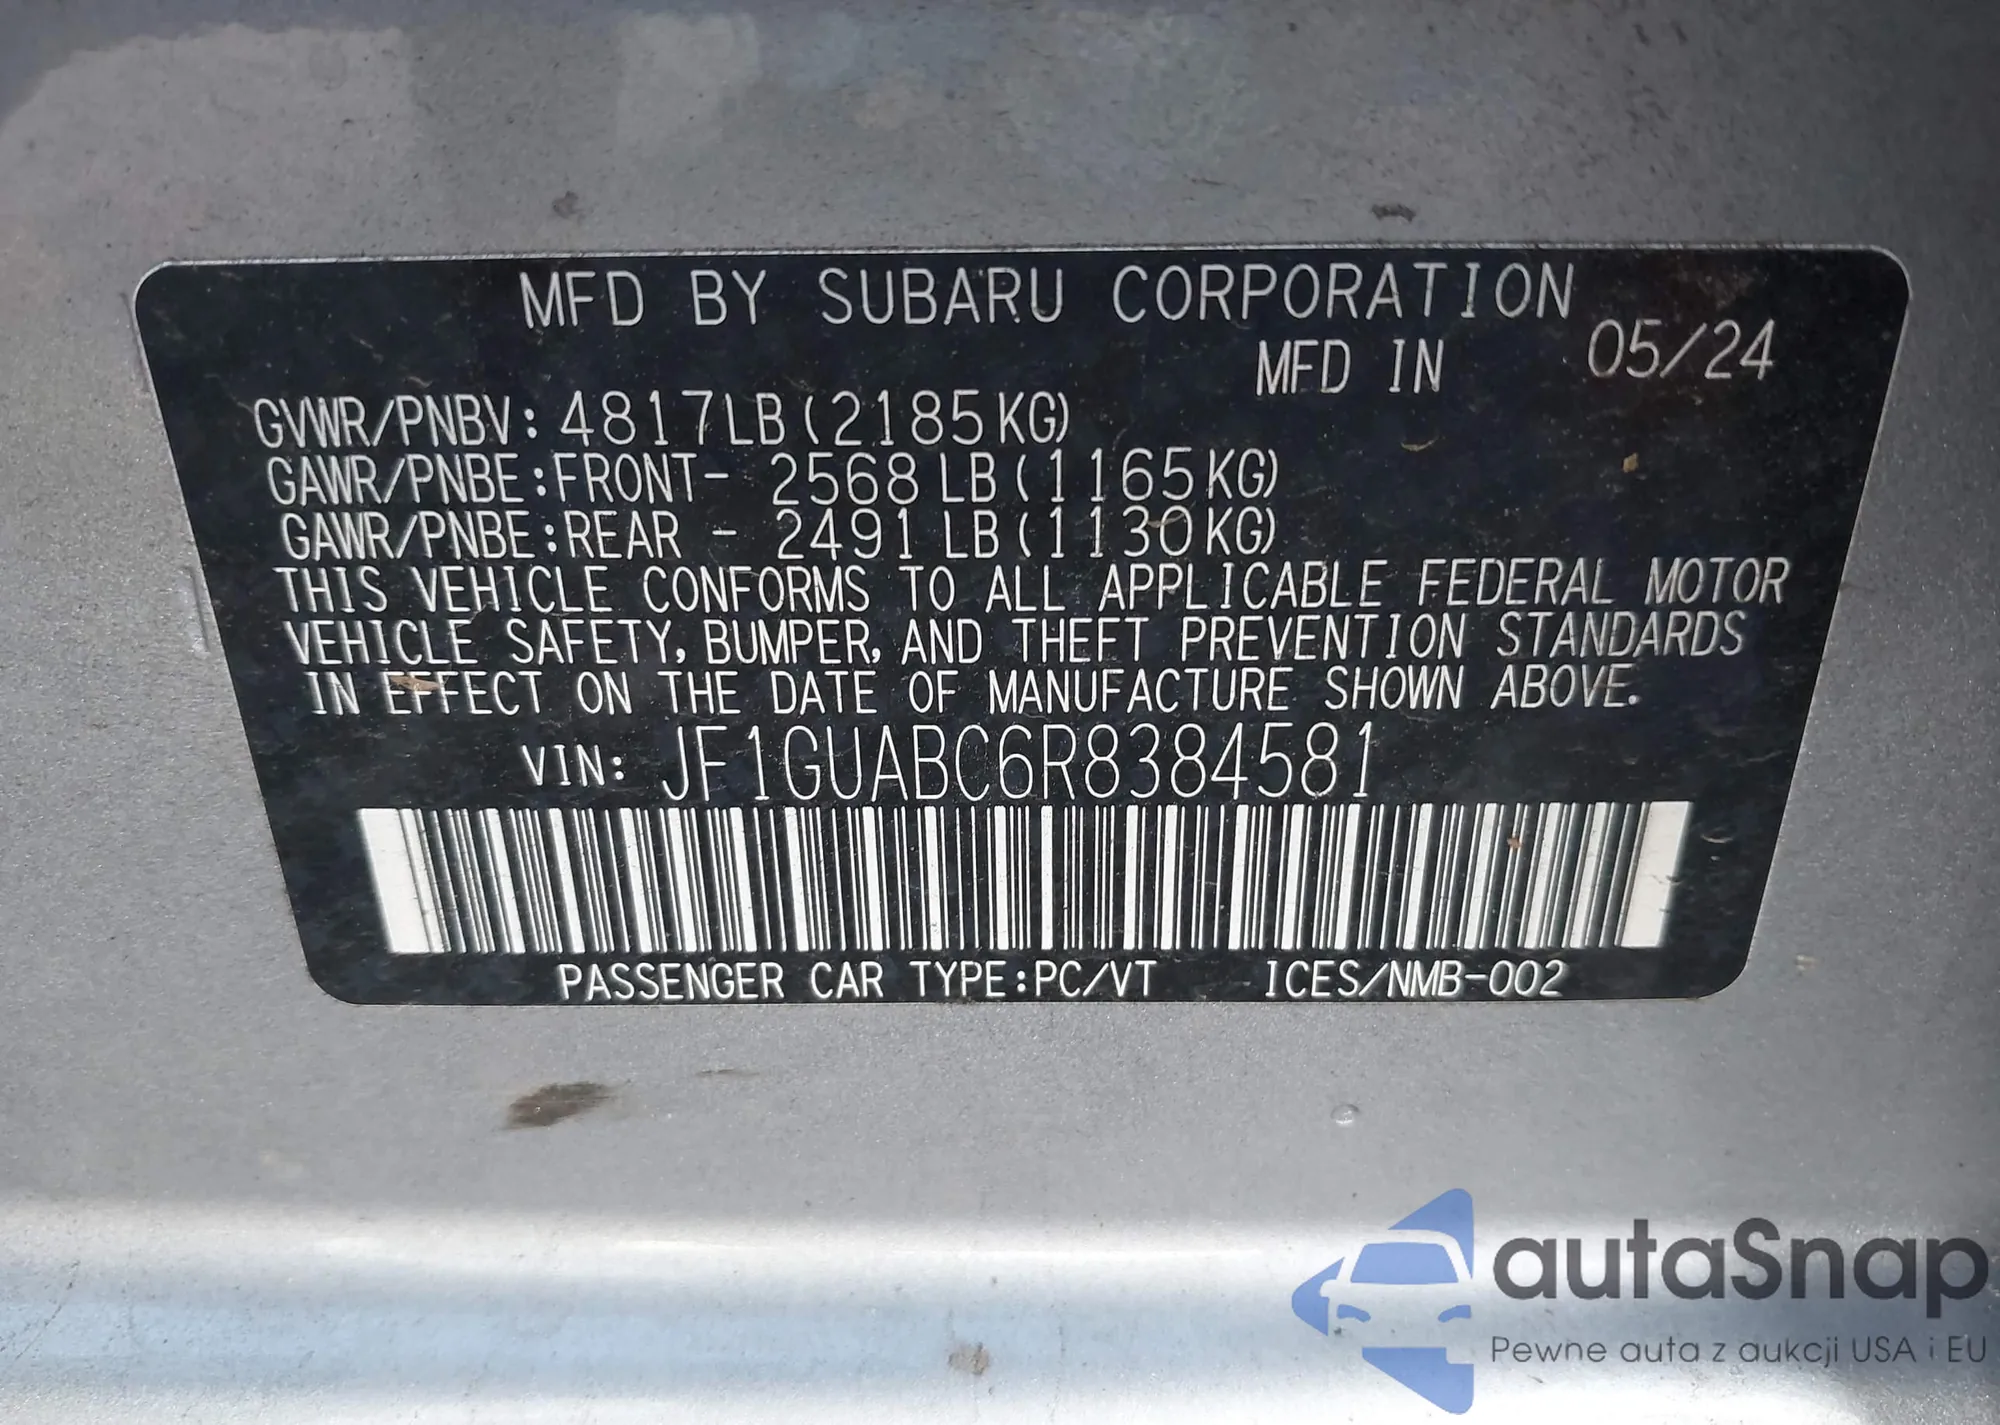 MFD BY SUBARU CORPORATION
MFD IN 05/24
GVWR/PNBV: 4817LB (2185KG)
GAWR/PNBE:FRONT- 2568 LB (1165KG)
GAWR/PNBE:REAR - 2491 LB (1130KG)
THIS VEHICLE CONFORMS TO ALL APPLICABLE FEDERAL MOTOR
VEHICLE SAFETY, BUMPER, AND THEFT PREVENTION STANDARDS
IN EFFECT ON THE DATE OF MANUFACTURE SHOWN ABOVE.
VIN: JF1GUABC6R8384581
PASSENGER CAR TYPE:PC/VT ICES/NMB-002
autaSnap
Pewne auta z aukcji USA i EU